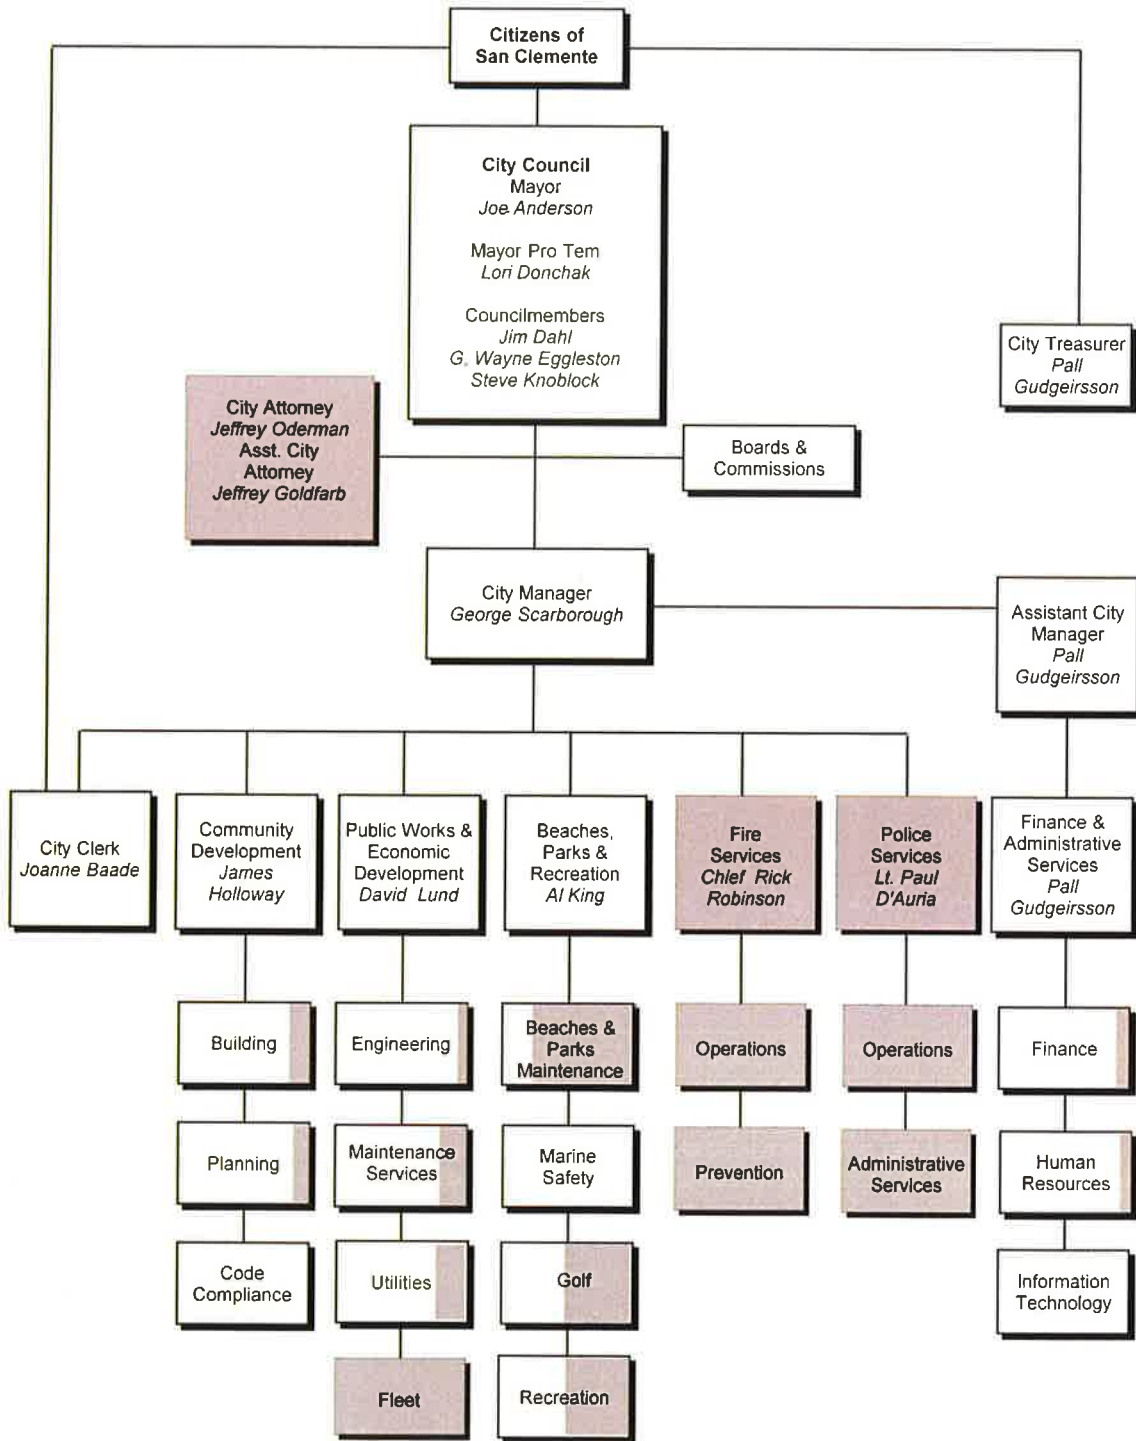 Citizens of
San Clemente
City Council
Mayor
Joe Anderson
Mayor Pro Tem
Lori Donchak
Councilmembers
Jim Dahl
G. Wayne Eggleston
Steve Knoblock
City Treasurer
Pall
Gudgeirsson
City Attorney
Jeffrey Oderman
Asst. City
Attorney
Jeffrey Goldfarb
Boards &
Commissions
City Manager
George Scarborough
Assistant City
Manager
Pall
Gudgeirsson
City Clerk
Joanne Baade
Community
Development
James
Holloway
Public Works &
Economic
Development
David Lund
Beaches,
Parks &
Recreation
Al King
Fire
Services
Chief Rick
Robinson
Police
Services
Lt. Paul
D'Auria
Finance &
Administrative
Services
Pall
Gudgeirsson
Building
Engineering
Beaches &
Parks
Maintenance
Operations
Operations
Finance
Planning
Maintenance
Services
Marine
Safety
Prevention
Administrative
Services
Human
Resources
Code
Compliance
Utilities
Golf
Information
Technology
Fleet
Recreation